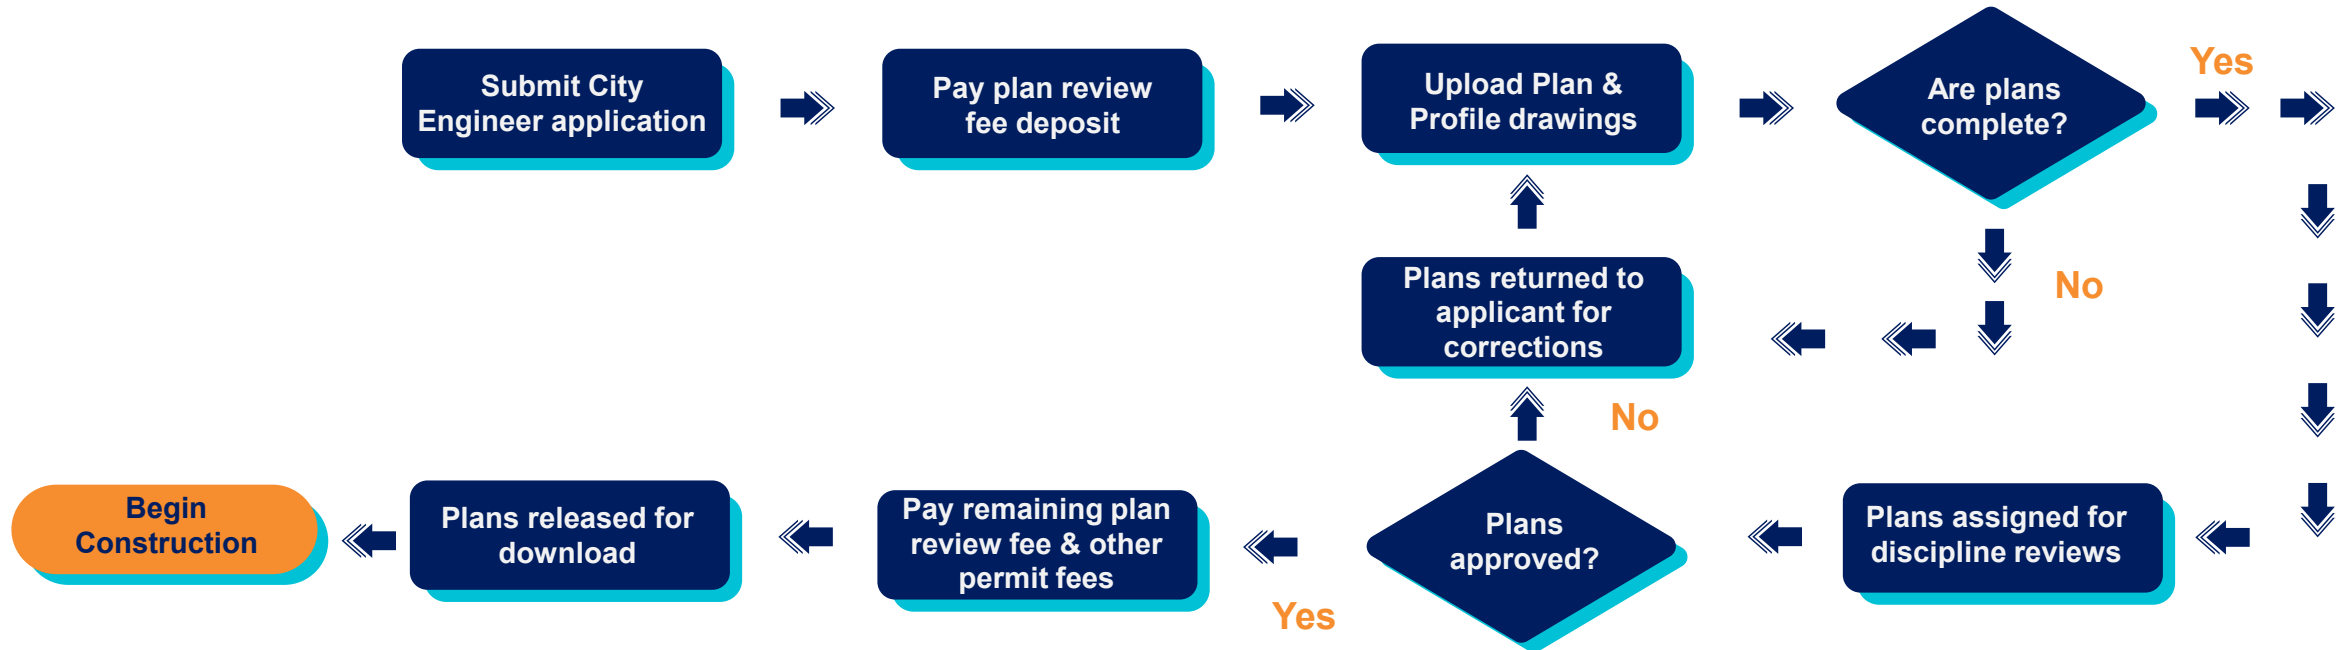 Submit City
Engineer application
Pay plan review
fee deposit
Upload Plan &
Profile drawings
Are plans
complete?
Yes
No
Plans returned to
applicant for
corrections
No
Plans assigned for
discipline reviews
Plans
approved?
Yes
Pay remaining plan
review fee & other
permit fees
Plans released for
download
Begin
Construction